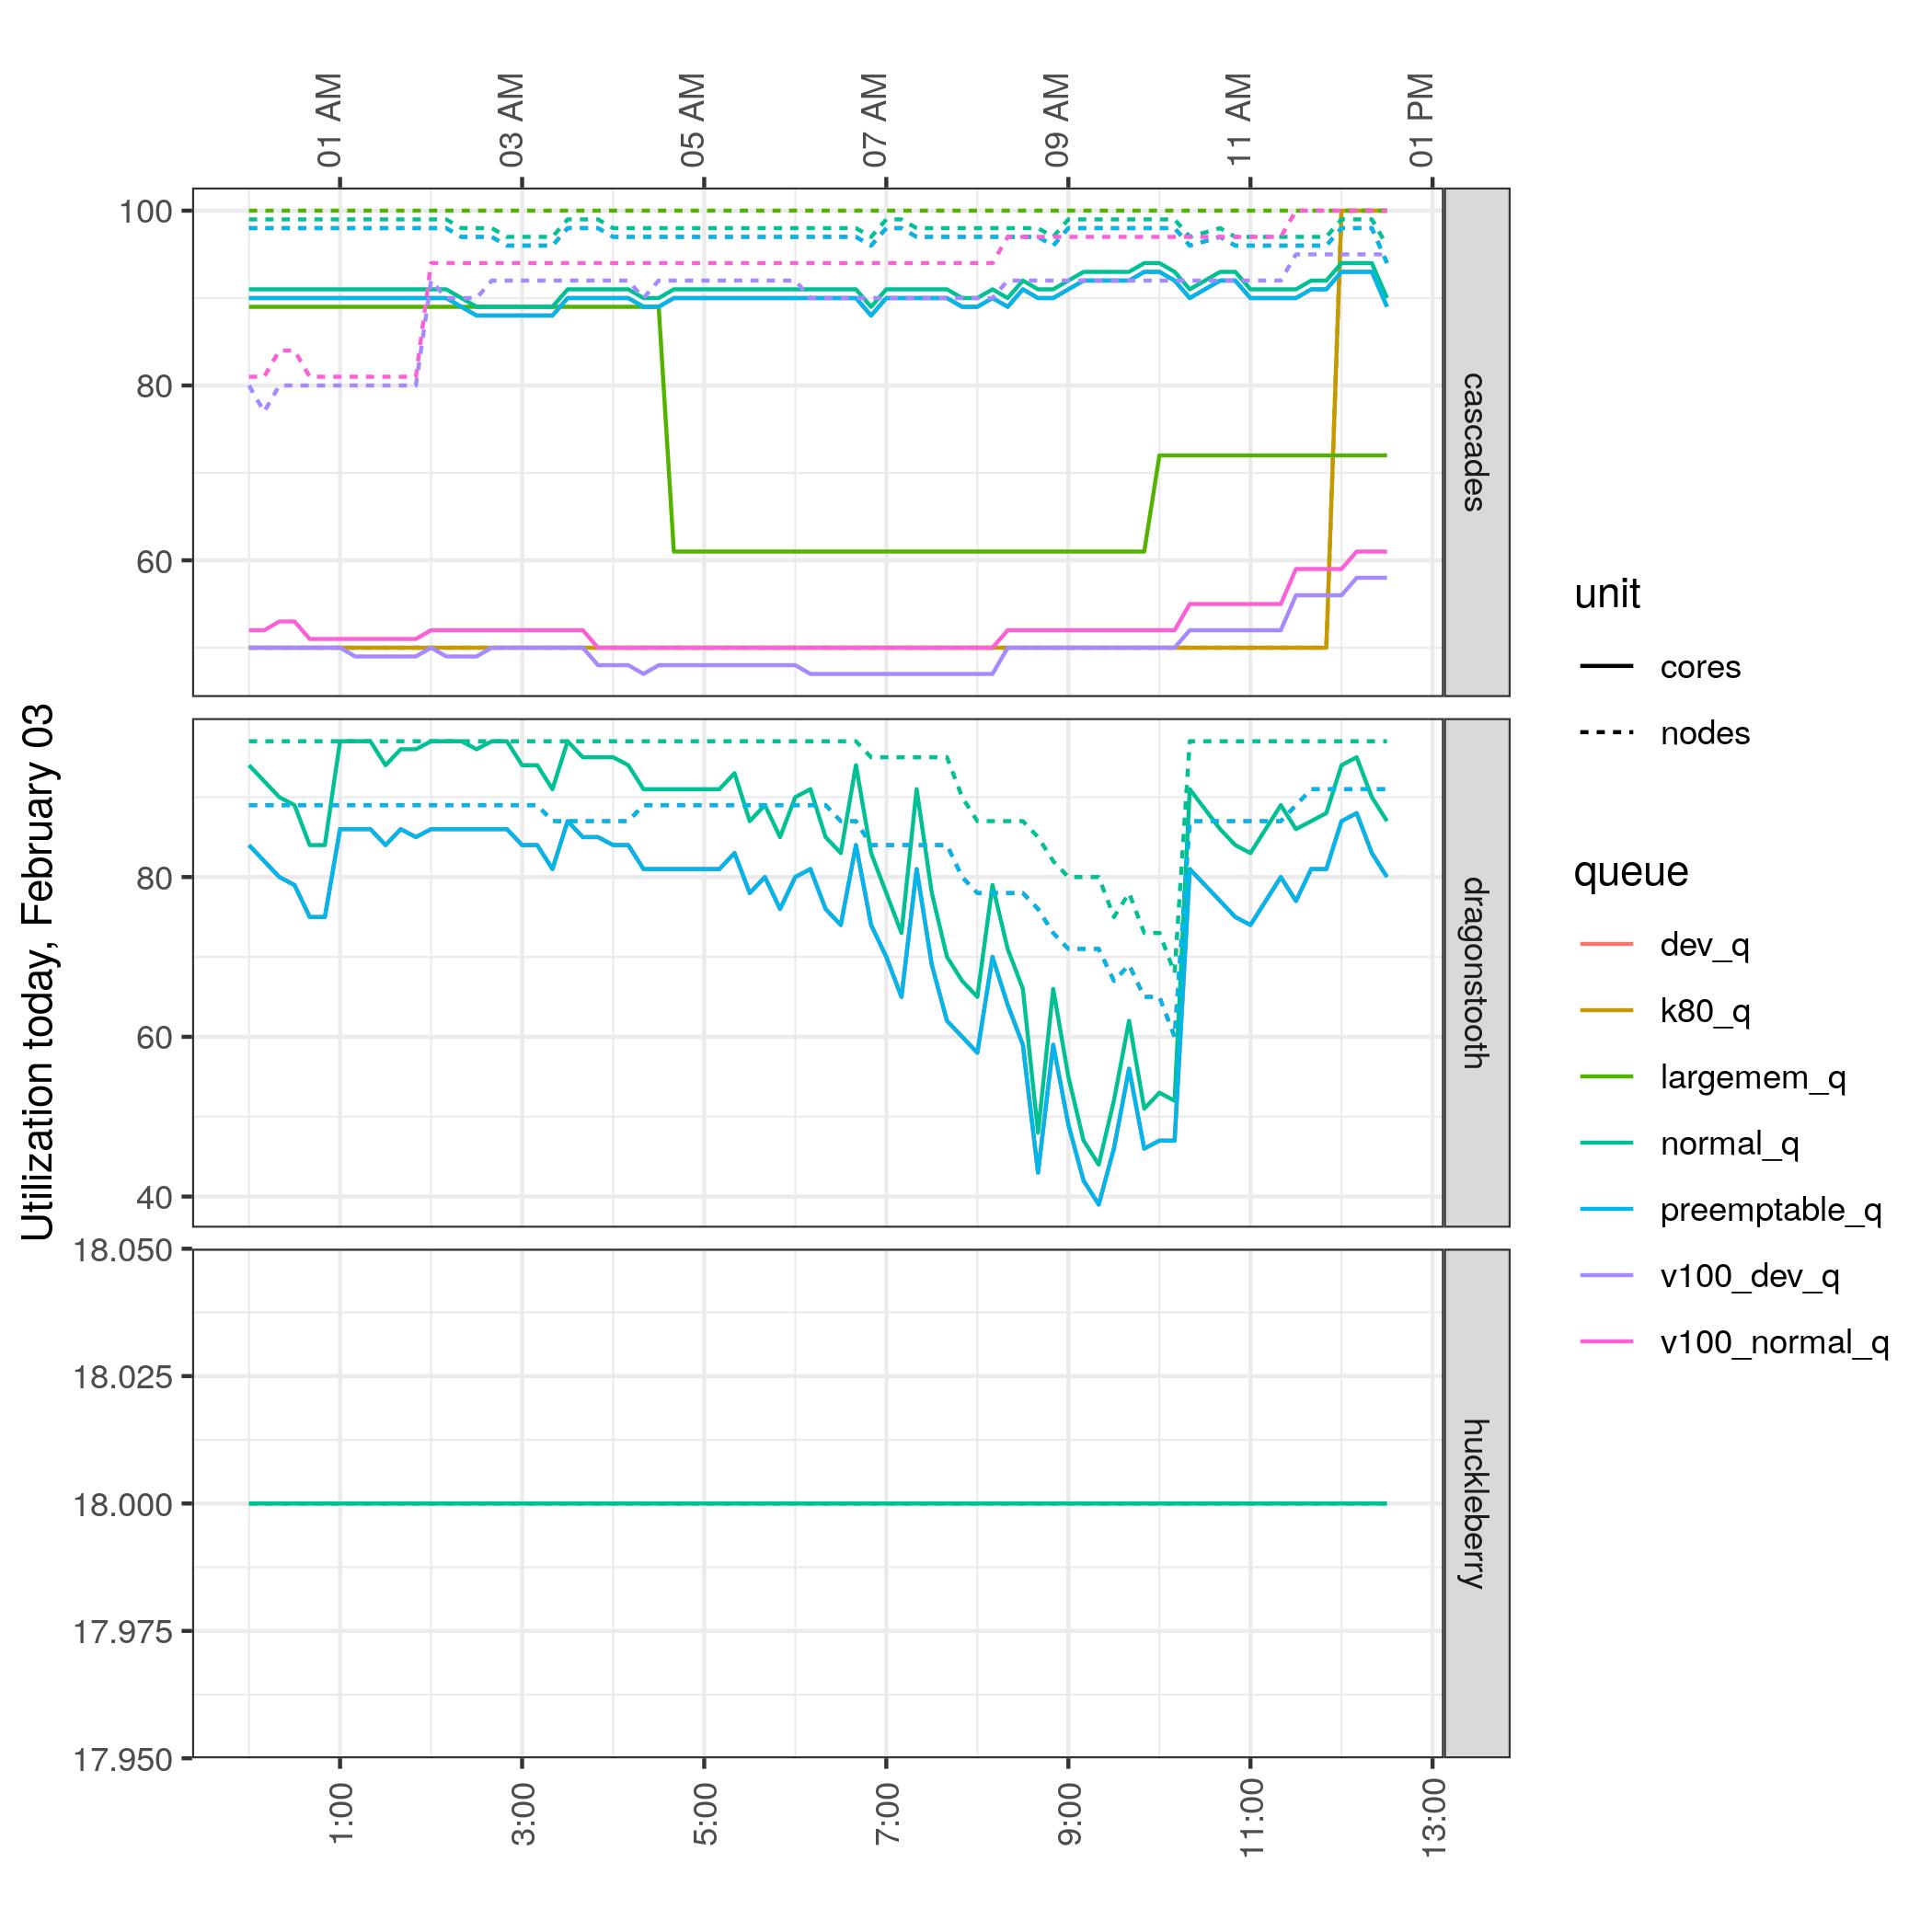 01 AM
03 AM
05 AM
07 AM
09 AM
11 AM
01 PM
Utilization today, February 03
100
80
60
cascades
80
60
40
dragonstooth
18.050
18.025
18.000
17.975
17.950
huckleberry
1:00
3:00
5:00
7:00
9:00
11:00
13:00
unit
cores
nodes
queue
dev_q
k80_q
largemem_q
normal_q
preemptable_q
v100_dev_q
v100_normal_q